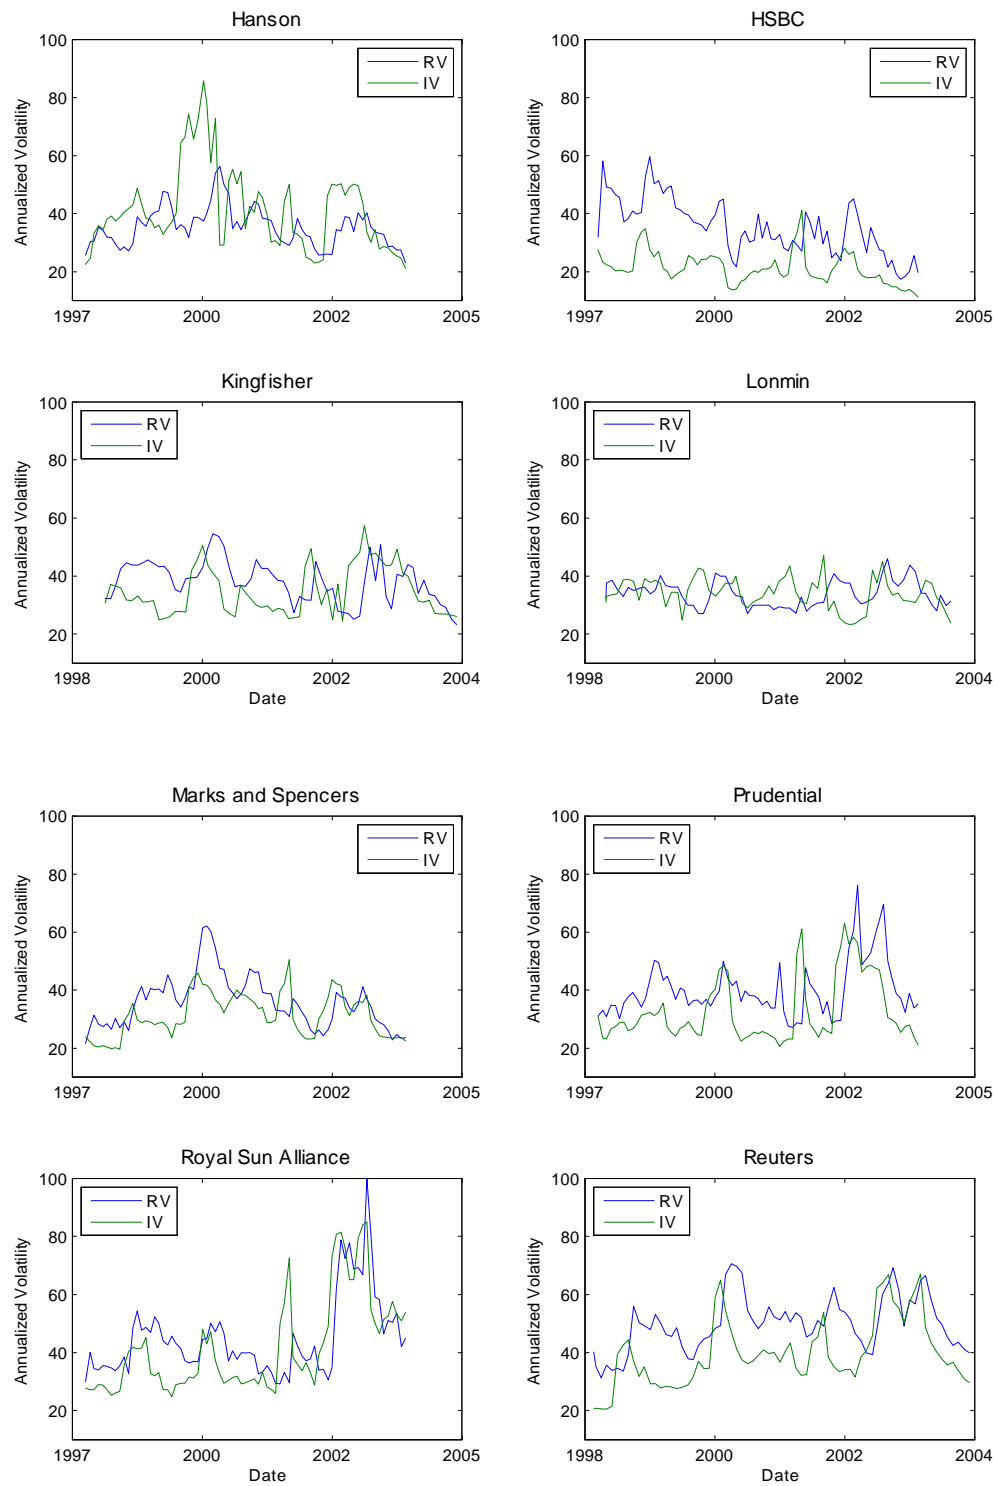 Hanson
100
80
60
40
20
1997
2000
2002
2005
Annualized Volatility
RV
IV
HSBC
100
80
60
40
20
1997
2000
2002
2005
Annualized Volatility
RV
IV
Kingfisher
100
80
60
40
20
1998
2000
2002
2004
Annualized Volatility
Date
RV
IV
Lonmin
100
80
60
40
20
1998
2000
2002
2004
Annualized Volatility
Date
RV
IV
Marks and Spencers
100
80
60
40
20
1997
2000
2002
2005
Annualized Volatility
RV
IV
Prudential
100
80
60
40
20
1997
2000
2002
2005
Annualized Volatility
RV
IV
Royal Sun Alliance
100
80
60
40
20
1997
2000
2002
2005
Annualized Volatility
Date
RV
IV
Reuters
100
80
60
40
20
1998
2000
2002
2004
Annualized Volatility
Date
RV
IV